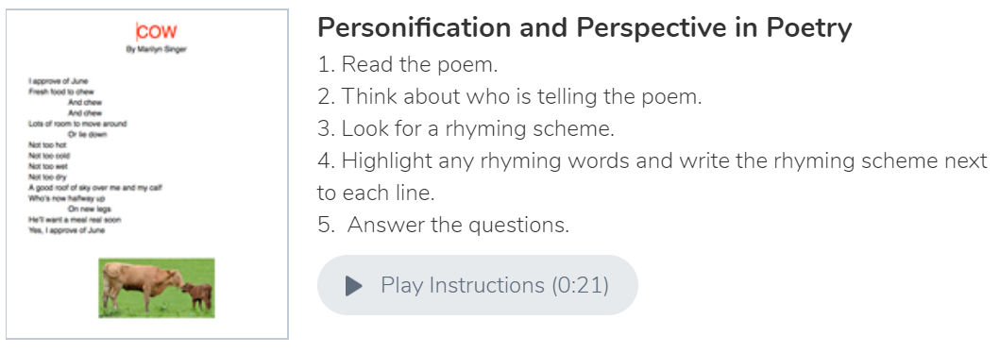 COW
By Marilyn Singer
I approve of June
Fresh food to chew
And chew
And chew
Lots of room to move around
Or lie down
Not too hot
Not too cold
Not too wet
Not too dry
A good roof of sky over me and my calf
Who's now halfway up
On new legs
He'll want a meal real soon
Yes, I approve of June
Personification and Perspective in Poetry
1. Read the poem.
2. Think about who is telling the poem.
3. Look for a rhyming scheme.
4. Highlight any rhyming words and write the rhyming scheme next
to each line.
5. Answer the questions.
Play Instructions (0:21)